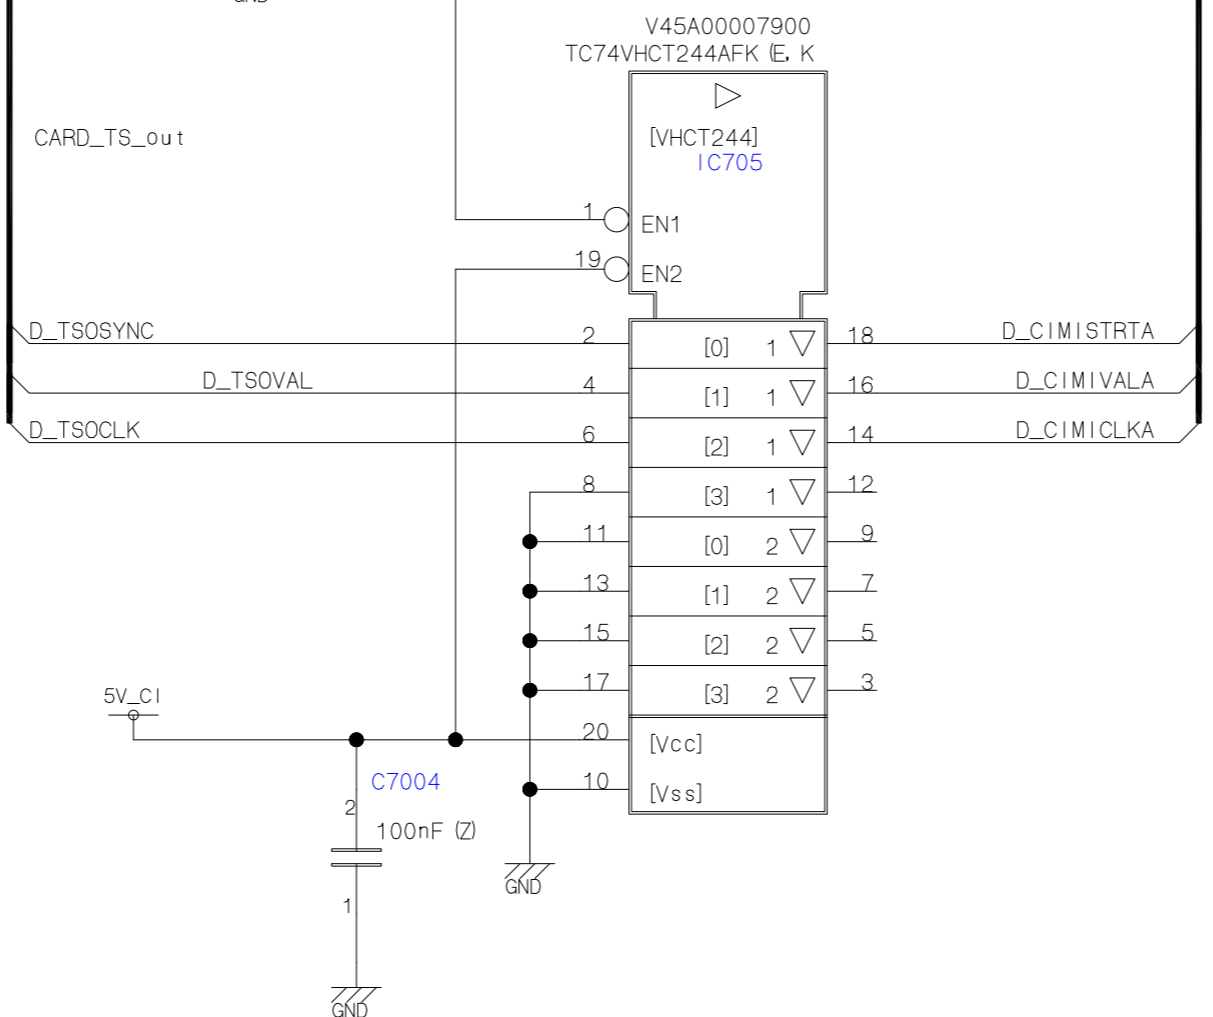 GND
V45A00007900
TC74VHCT244AFK (E, K
CARD_TS_out
[VHCT244]
IC705
1
EN1
19
EN2
D_TSOSYNC
2
[0]
1
18
D_CIMISTRTA
D_TSOVAL
4
[1]
1
16
D_CIMIVALA
D_TSOCLK
6
[2]
1
14
D_CIMICLKA
8
[3]
1
12
11
[0]
2
9
13
[1]
2
7
15
[2]
2
5
17
[3]
2
3
5V_CI
20
[Vcc]
C7004
10
[Vss]
2
100nF (Z)
GND
1
GND